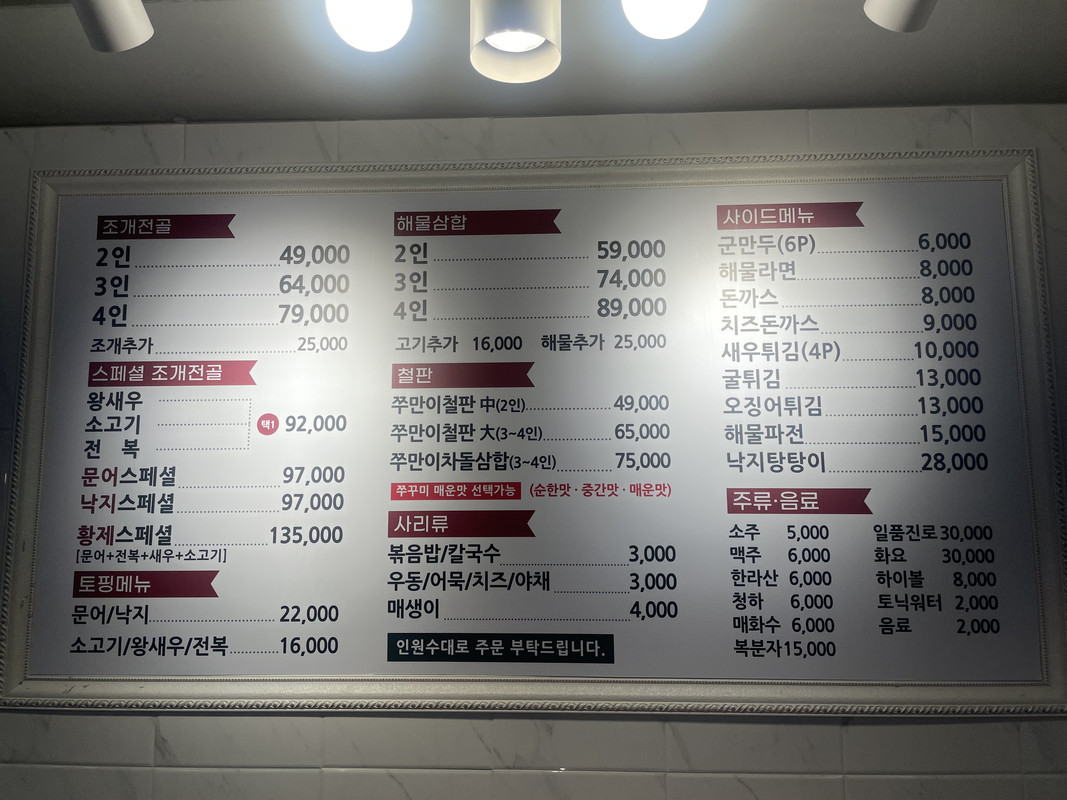 조개전골
2인 49,000
3인 64,000
4인 79,000
조개추가 25,000
스페셜 조개전골
왕새우
소고기 택1 92,000
전 복
문어스페셜 97,000
낙지스페셜 97,000
황제스페셜 135,000
[문어+전복+새우+소고기]
토핑메뉴
문어/낙지 22,000
소고기/왕새우/전복 16,000
해물삼합
2인 59,000
3인 74,000
4인 89,000
고기추가 16,000 해물추가 25,000
철판
쭈만이철판 中(2인) 49,000
쭈만이철판 大(3~4인) 65,000
쭈만이차돌삼합(3~4인) 75,000
쭈꾸미 매운맛 선택가능 (순한맛 · 중간맛 · 매운맛)
사리류
볶음밥/칼국수 3,000
우동/어묵/치즈/야채 3,000
매생이 4,000
인원수대로 주문 부탁드립니다.
사이드메뉴
군만두(6P) 6,000
해물라면 8,000
돈까스 8,000
치즈돈까스 9,000
새우튀김(4P) 10,000
굴튀김 13,000
오징어튀김 13,000
해물파전 15,000
낙지탕탕이 28,000
주류·음료
소주 5,000 일품진로 30,000
맥주 6,000 화요 30,000
한라산 6,000 하이볼 8,000
청하 6,000 토닉워터 2,000
매화수 6,000 음료 2,000
복분자 15,000